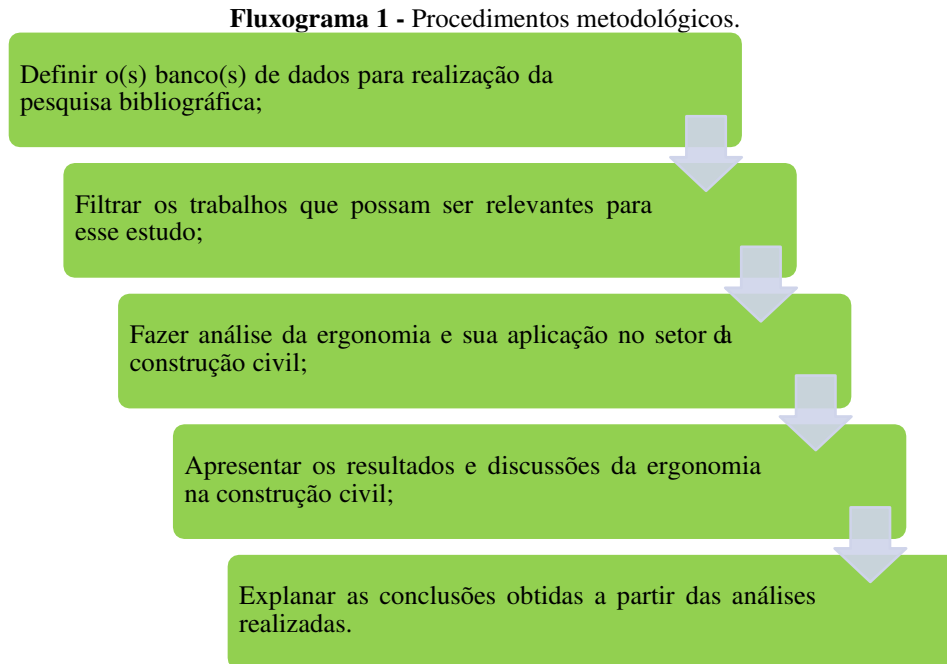 Fluxograma 1 - Procedimentos metodológicos.
Definir o(s) banco(s) de dados para realização da
pesquisa bibliográfica;
Filtrar os trabalhos que possam ser relevantes para
esse estudo;
Fazer análise da ergonomia e sua aplicação no setor da
construção civil;
Apresentar os resultados e discussões da ergonomia
na construção civil;
Explanar as conclusões obtidas a partir das análises
realizadas.